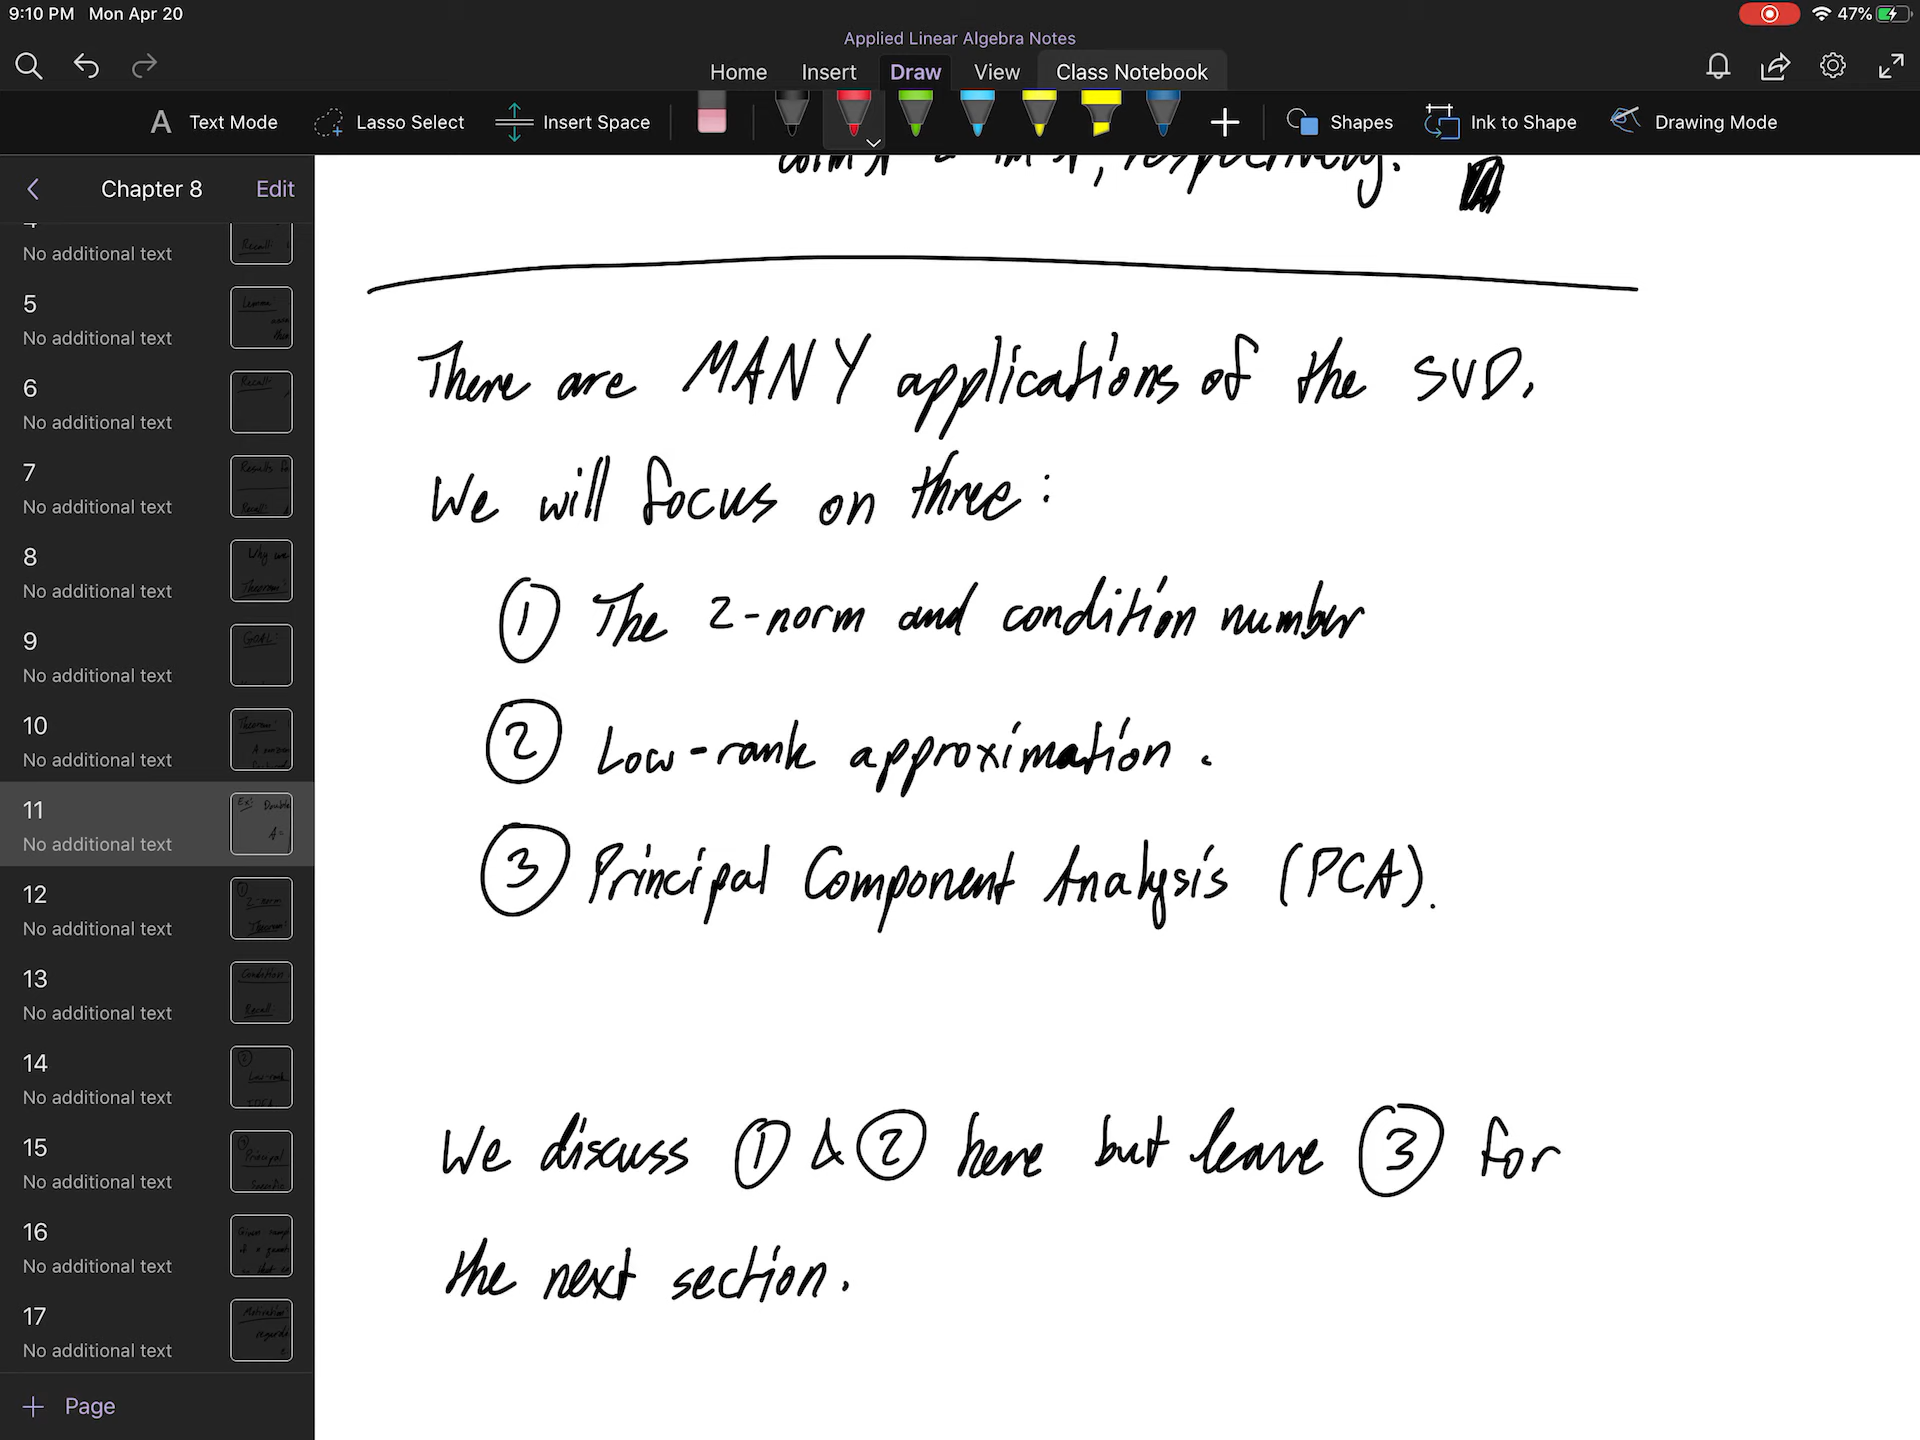 9:10 PM Mon Apr 20
47%
Applied Linear Algebra Notes
Home Insert Draw View Class Notebook
Text Mode Lasso Select Insert Space Shapes Ink to Shape Drawing Mode
Chapter 8 Edit
No additional text
5
No additional text
6
No additional text
7
No additional text
8
No additional text
9
No additional text
10
No additional text
11
No additional text
12
No additional text
13
No additional text
14
No additional text
15
No additional text
16
No additional text
17
No additional text
+ Page
respectively.
There are MANY applications of the SVD.
We will focus on three:
① The 2-norm and condition number
② Low-rank approximation.
③ Principal Component Analysis (PCA).
We discuss ① & ② here but leave ③ for
the next section.